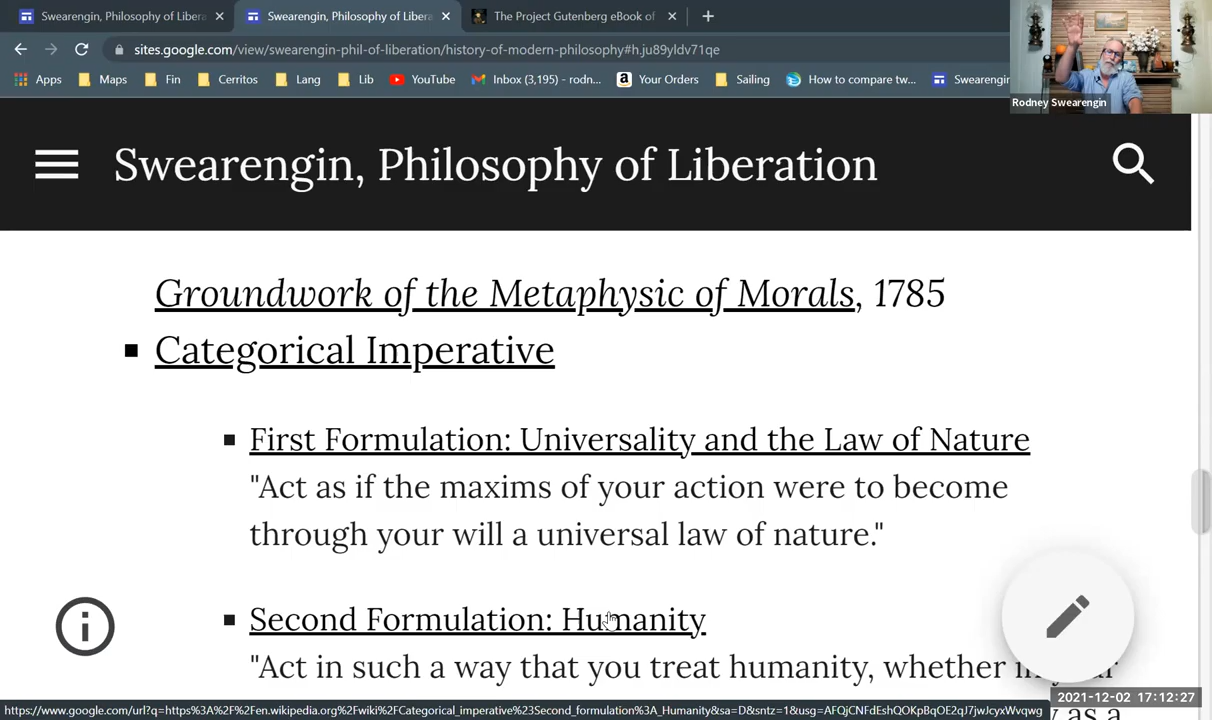 Swearengin, Philosophy of Libera
Swearengin, Philosophy of Libera
The Project Gutenberg eBook of
sites.google.com/view/swearengin-phil-of-liberation/history-of-modern-philosophy#h.ju89yldv71qe
Apps Maps Fin Cerritos Lang Lib YouTube Inbox (3,195) - rodn... Your Orders Sailing How to compare tw... Swearengin
Rodney Swearengin
Swearengin, Philosophy of Liberation
Groundwork of the Metaphysic of Morals, 1785
Categorical Imperative
First Formulation: Universality and the Law of Nature
"Act as if the maxims of your action were to become
through your will a universal law of nature."
Second Formulation: Humanity
"Act in such a way that you treat humanity, whether in your
as a
2021-12-02 17:12:27
https://www.google.com/url?q=https%3A%2F%2Fen.wikipedia.org%2Fwiki%2FCategorical_imperative%23Second_formulation%3A_Humanity&sa=D&sntz=1&usg=AFQjCNFdEshQOKpBqOE2qJ7jwJcyxWvqwg